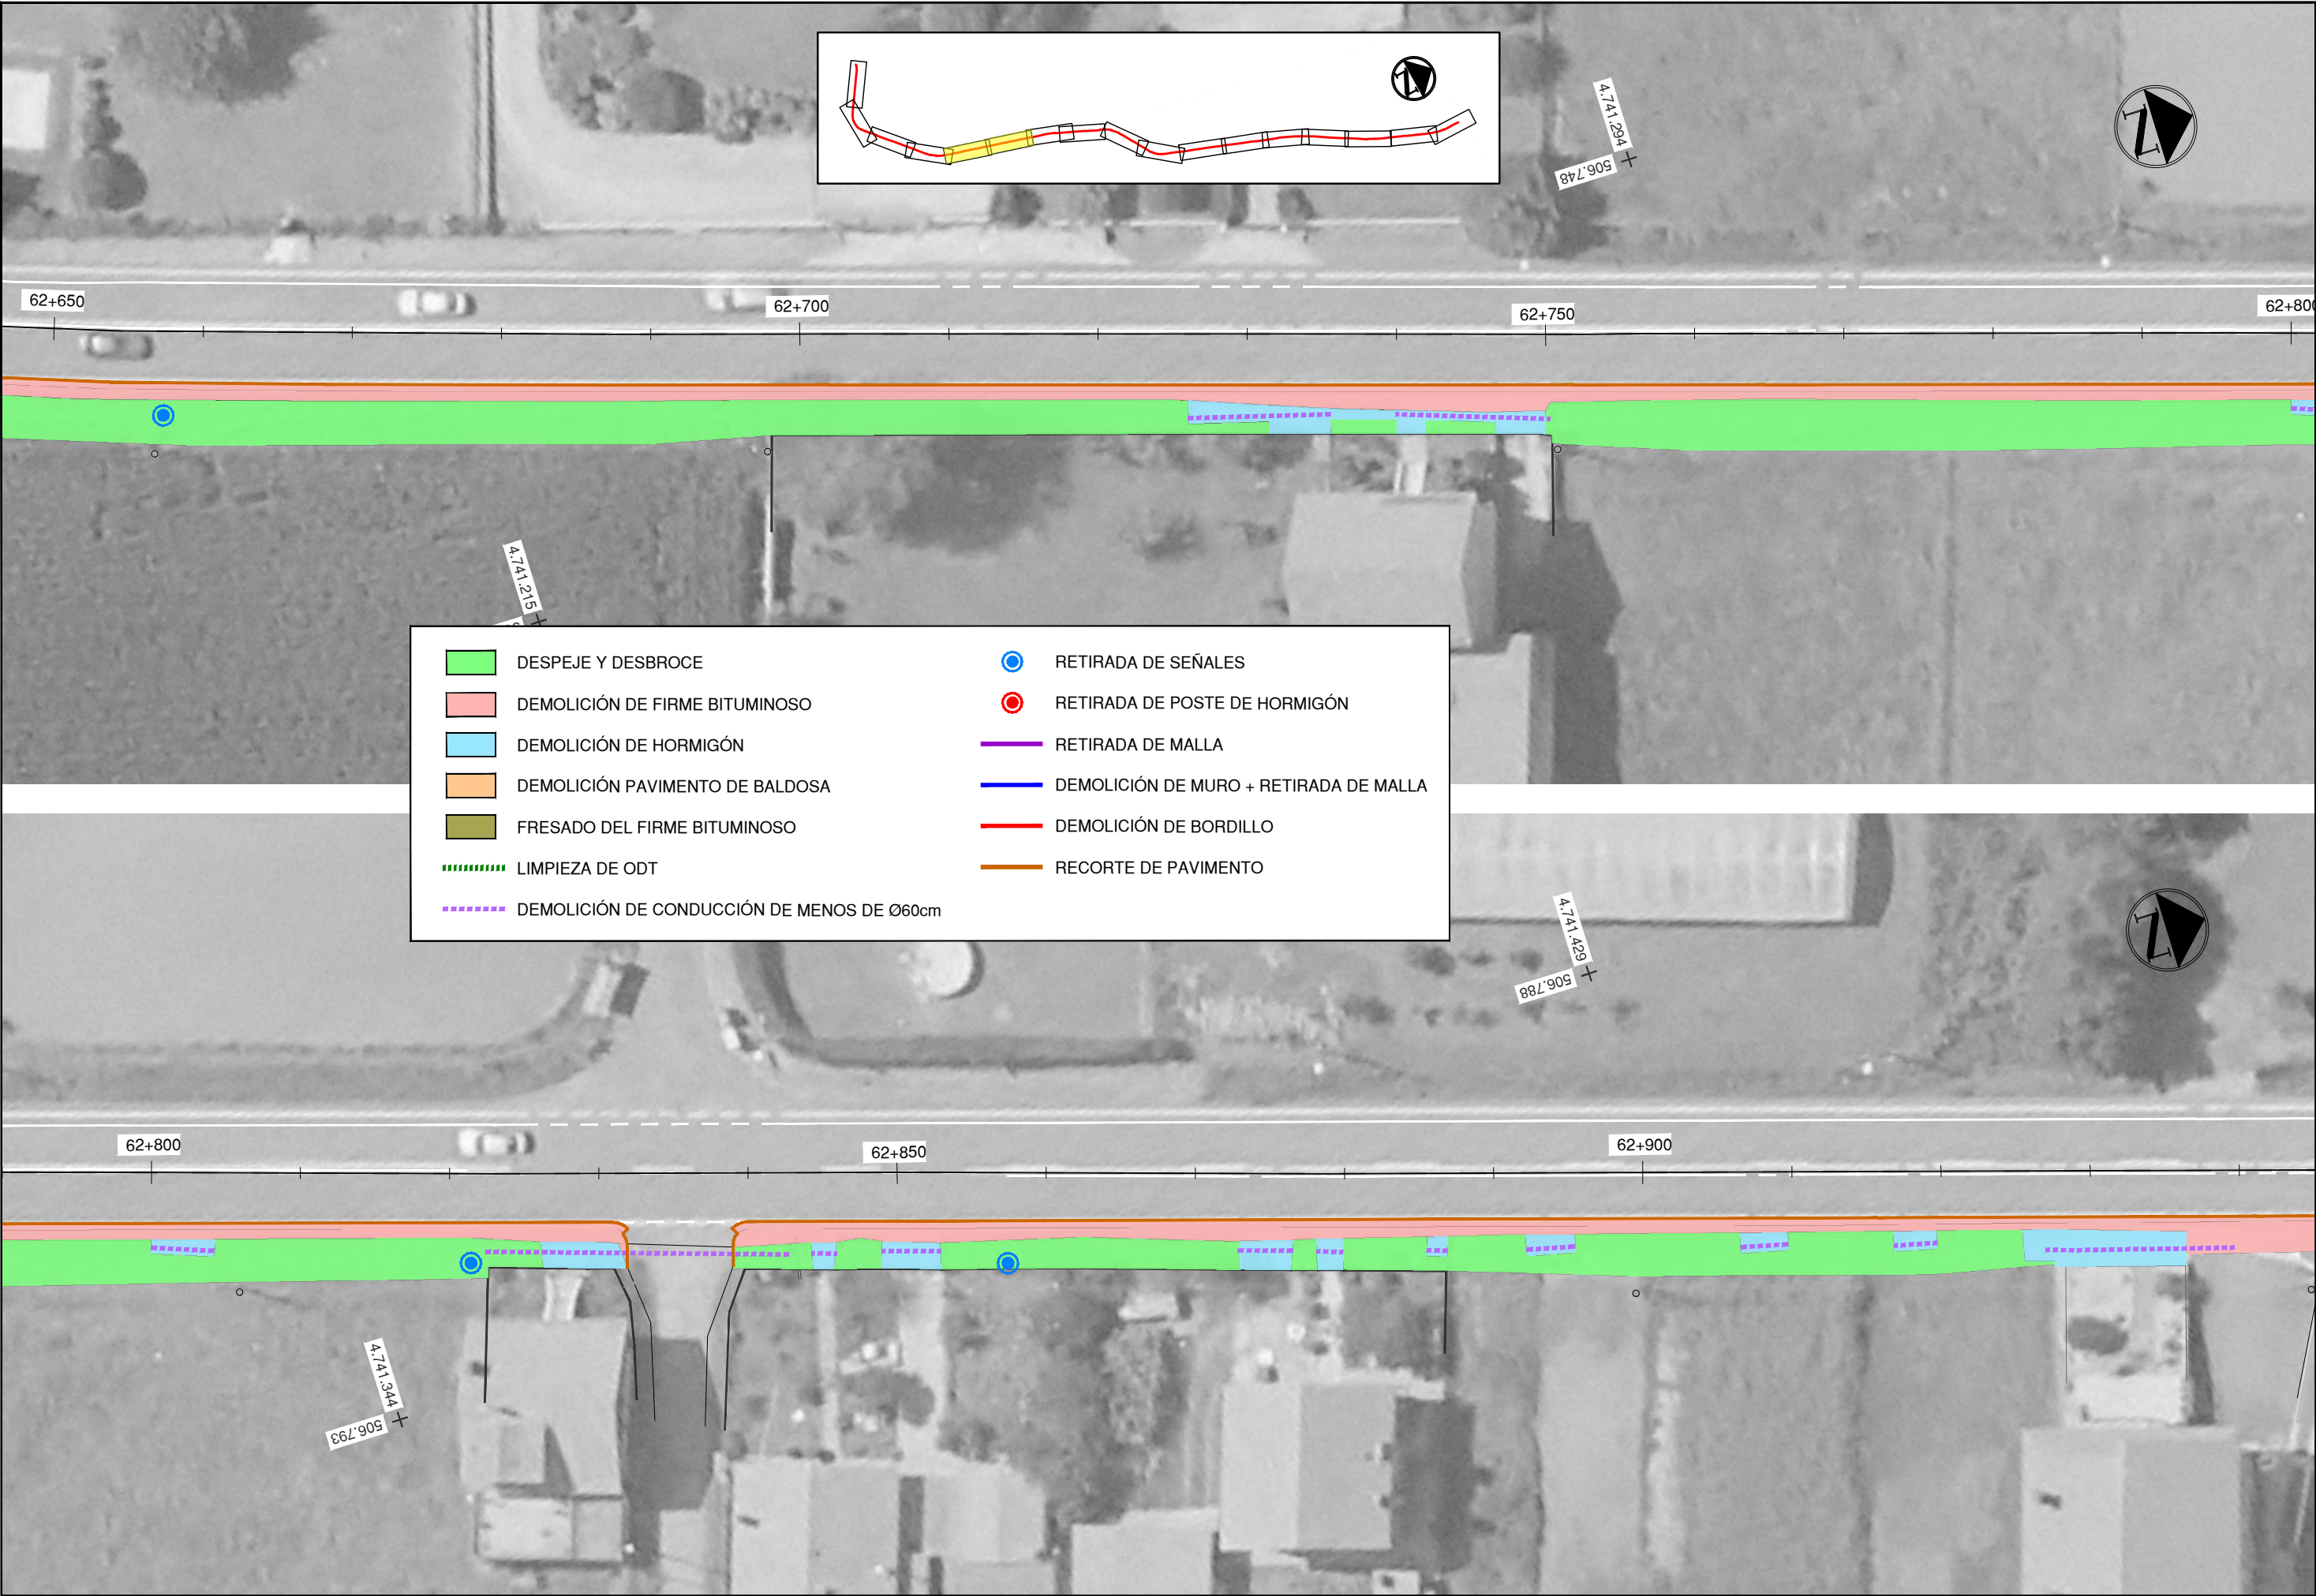 N
4.741.294
506.748
N
62+650
62+700
62+750
62+800
4.741.215
DESPEJE Y DESBROCE
DEMOLICIÓN DE FIRME BITUMINOSO
DEMOLICIÓN DE HORMIGÓN
DEMOLICIÓN PAVIMENTO DE BALDOSA
FRESADO DEL FIRME BITUMINOSO
LIMPIEZA DE ODT
DEMOLICIÓN DE CONDUCCIÓN DE MENOS DE Ø60cm
RETIRADA DE SEÑALES
RETIRADA DE POSTE DE HORMIGÓN
RETIRADA DE MALLA
DEMOLICIÓN DE MURO + RETIRADA DE MALLA
DEMOLICIÓN DE BORDILLO
RECORTE DE PAVIMENTO
4.741.429
506.788
N
62+800
62+850
62+900
4.741.344
506.793